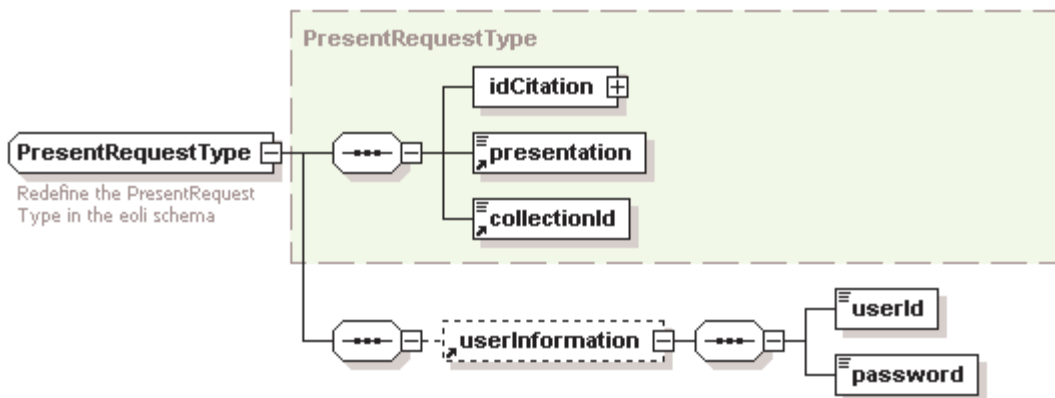 PresentRequestType
idCitation
PresentRequestType
presentation
Redefine the PresentRequest
Type in the eoli schema
collectionId
userId
userInformation
password